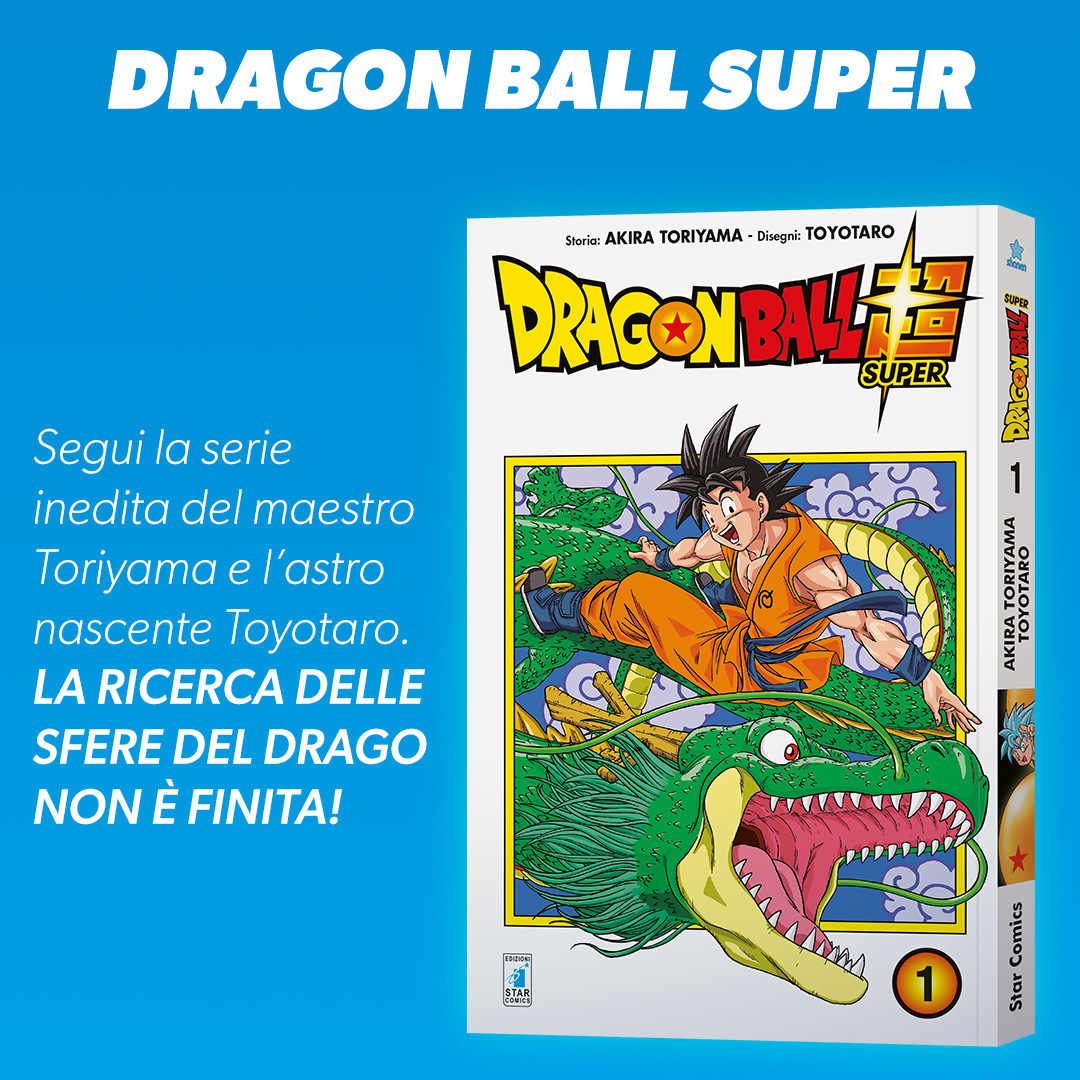 DRAGON BALL SUPER
Segui la serie
inedita del maestro
Toriyama e l'astro
nascente Toyotaro.
LA RICERCA DELLE
SFERE DEL DRAGO
NON È FINITA!
Storia: AKIRA TORIYAMA - Disegni: TOYOTARO
DRAGON BALL 超
SUPER
EDIZIONI
STAR
COMICS
1
shonen
DRAGON BALL SUPER
1
AKIRA TORIYAMA
TOYOTARO
Star Comics